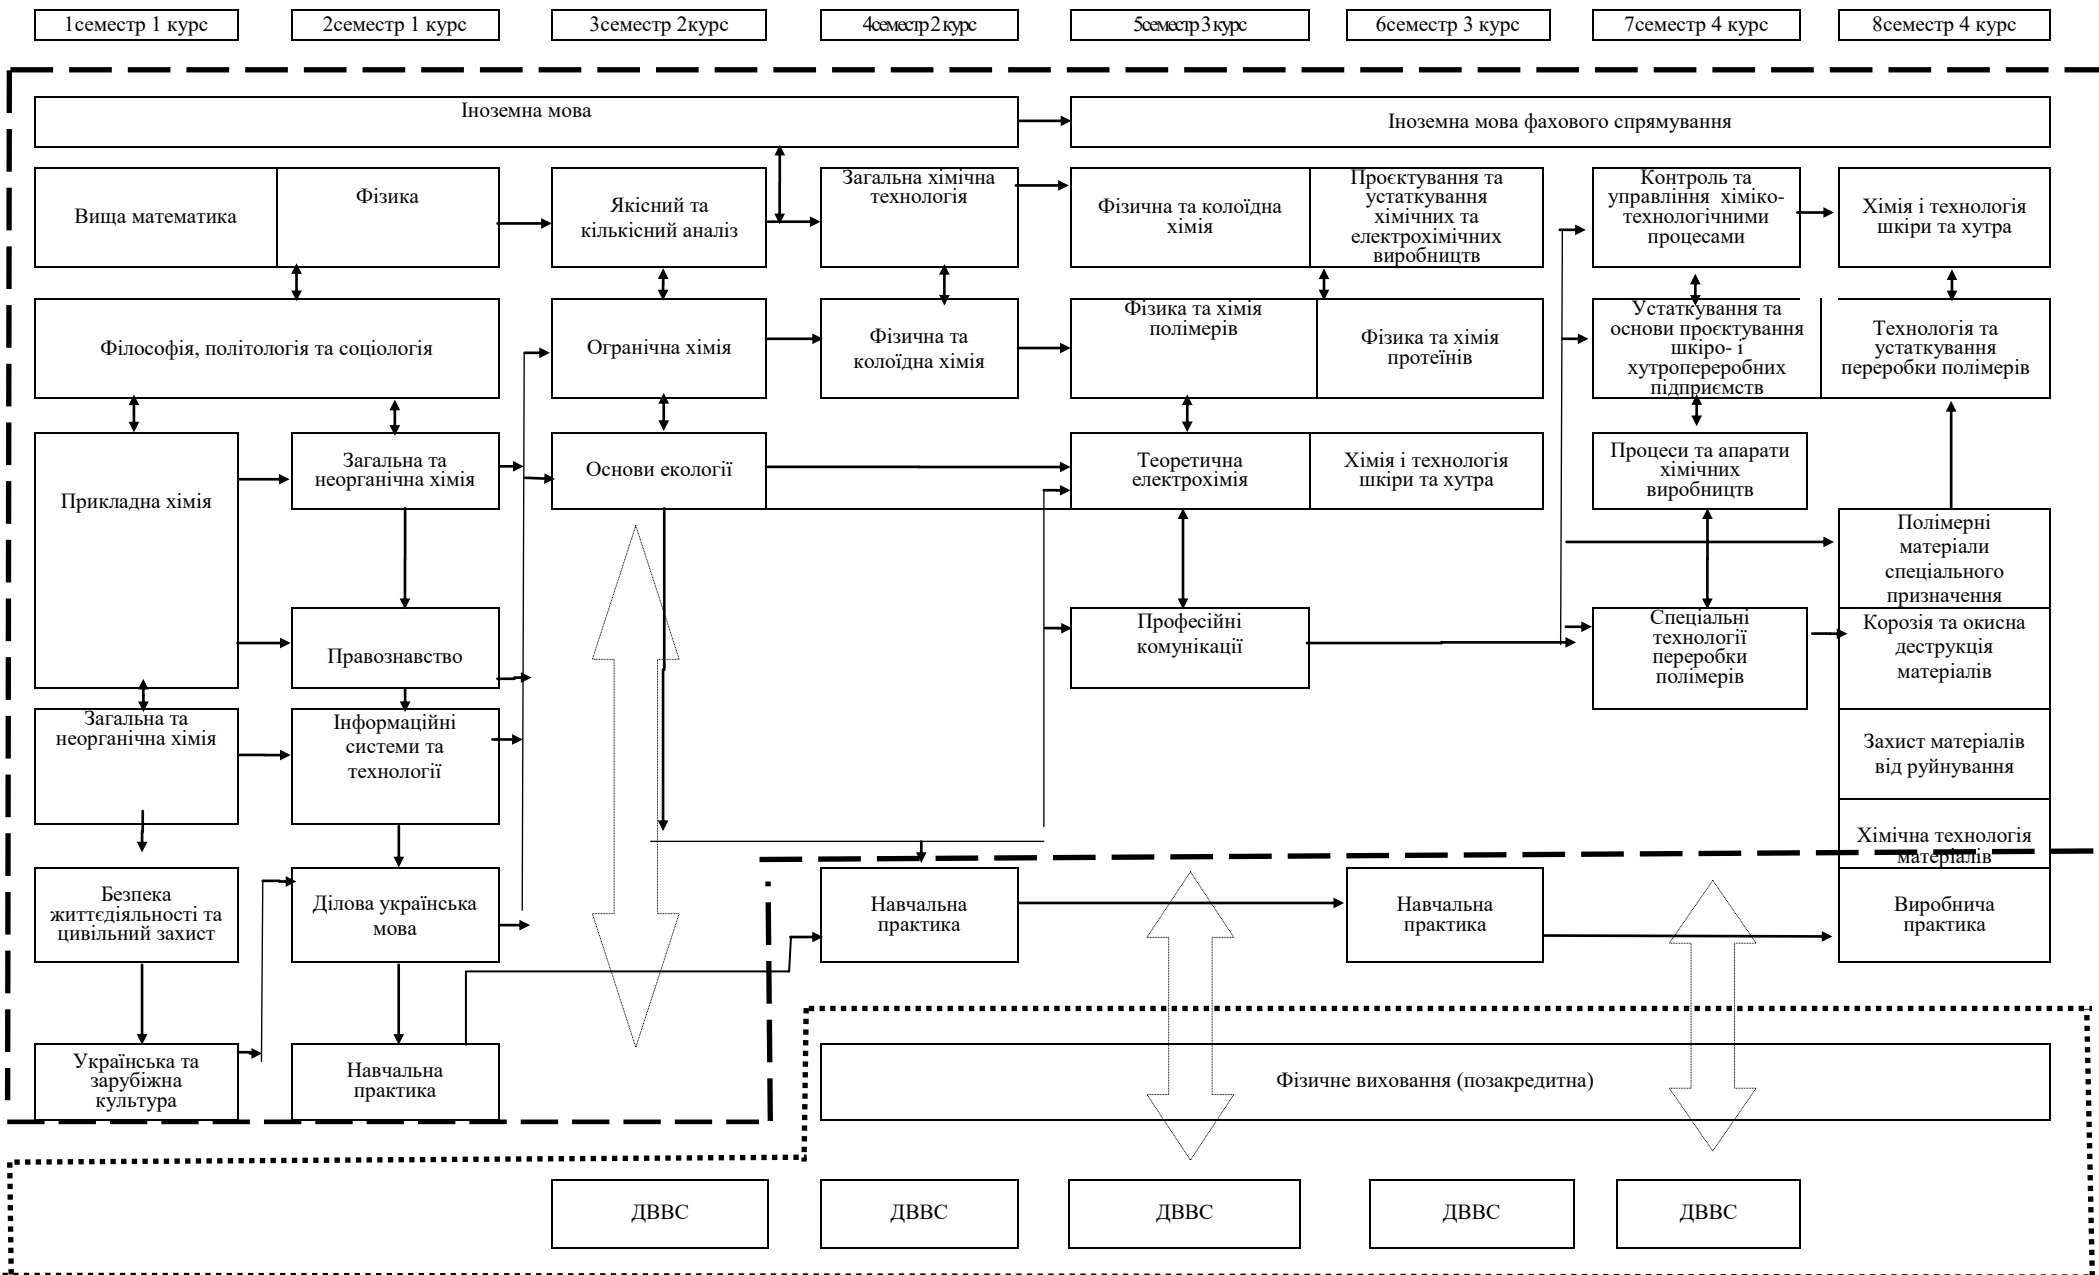 1семестр 1 курс
2семестр 1 курс
3семестр 2курс
4семестр 2 курс
5семестр 3 курс
6семестр 3 курс
7семестр 4 курс
8семестр 4 курс
Іноземна мова
Іноземна мова фахового спрямування
Вища математика
Фізика
Якісний та
кількісний аналіз
Загальна хімічна
технологія
Фізична та колоїдна
хімія
Проєктування та
устаткування
хімічних та
електрохімічних
виробництв
Контроль та
управління хіміко-
технологічними
процесами
Хімія і технологія
шкіри та хутра
Філософія, політологія та соціологія
Огранічна хімія
Фізична та
колоїдна хімія
Фізика та хімія
полімерів
Фізика та хімія
протеїнів
Устаткування та
основи проєктування
шкіро- і
хутропереробних
підприємств
Технологія та
устаткування
переробки полімерів
Прикладна хімія
Загальна та
неорганічна хімія
Основи екології
Теоретична
електрохімія
Хімія і технологія
шкіри та хутра
Процеси та апарати
хімічних
виробництв
Полімерні
матеріали
спеціального
призначення
Правознавство
Професійні
комунікації
Спеціальні
технології
переробки
полімерів
Корозія та окисна
деструкція
матеріалів
Загальна та
неорганічна хімія
Інформаційні
системи та
технології
Захист матеріалів
від руйнування
Хімічна технологія
матеріалів
Безпека
життєдіяльності та
цивільний захист
Ділова українська
мова
Навчальна
практика
Навчальна
практика
Виробнича
практика
Українська та
зарубіжна
культура
Навчальна
практика
Фізичне виховання (позакредитна)
ДВВС
ДВВС
ДВВС
ДВВС
ДВВС